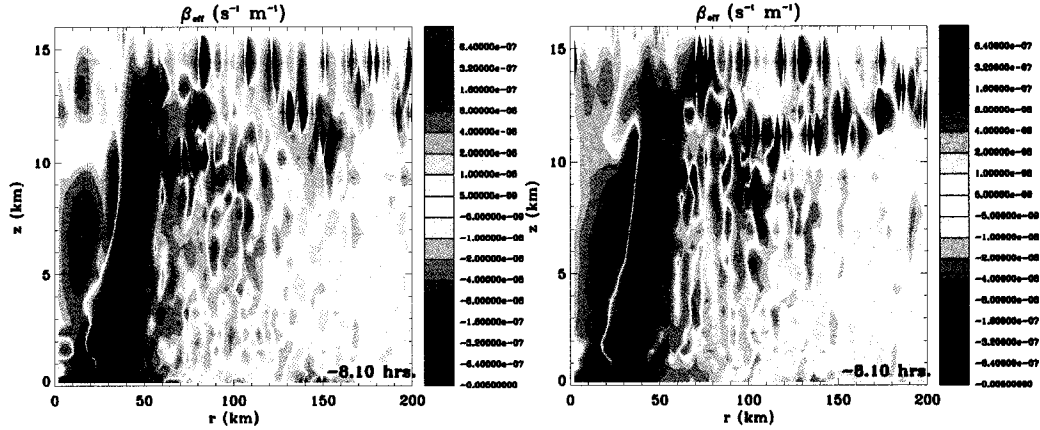 β_eff (s⁻¹ m⁻¹)
15
10
5
0
z (km)
0 50 100 150 200
r (km)
−8.10 hrs.
6.40000e-07
3.20000e-07
1.60000e-07
8.00000e-08
4.00000e-08
2.00000e-08
1.00000e-08
5.00000e-09
-5.00000e-09
-1.00000e-08
-2.00000e-08
-4.00000e-08
-8.00000e-08
-1.60000e-07
-3.20000e-07
-6.40000e-07
-0.00500000
β_eff (s⁻¹ m⁻¹)
15
10
5
0
z (km)
0 50 100 150 200
r (km)
−8.10 hrs.
6.40000e-07
3.20000e-07
1.60000e-07
8.00000e-08
4.00000e-08
2.00000e-08
1.00000e-08
5.00000e-09
-5.00000e-09
-1.00000e-08
-2.00000e-08
-4.00000e-08
-8.00000e-08
-1.60000e-07
-3.20000e-07
-6.40000e-07
-0.00500000